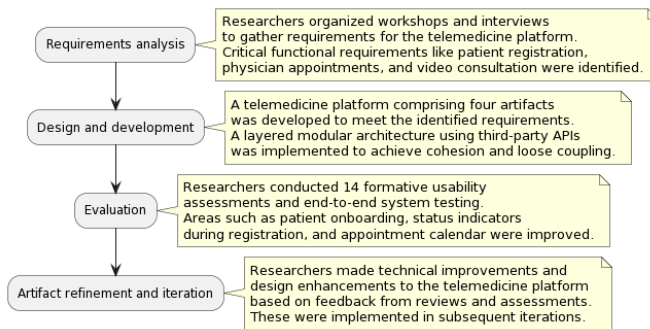 Requirements analysis
Researchers organized workshops and interviews
to gather requirements for the telemedicine platform.
Critical functional requirements like patient registration,
physician appointments, and video consultation were identified.
Design and development
A telemedicine platform comprising four artifacts
was developed to meet the identified requirements.
A layered modular architecture using third-party APIs
was implemented to achieve cohesion and loose coupling.
Evaluation
Researchers conducted 14 formative usability
assessments and end-to-end system testing.
Areas such as patient onboarding, status indicators
during registration, and appointment calendar were improved.
Artifact refinement and iteration
Researchers made technical improvements and
design enhancements to the telemedicine platform
based on feedback from reviews and assessments.
These were implemented in subsequent iterations.